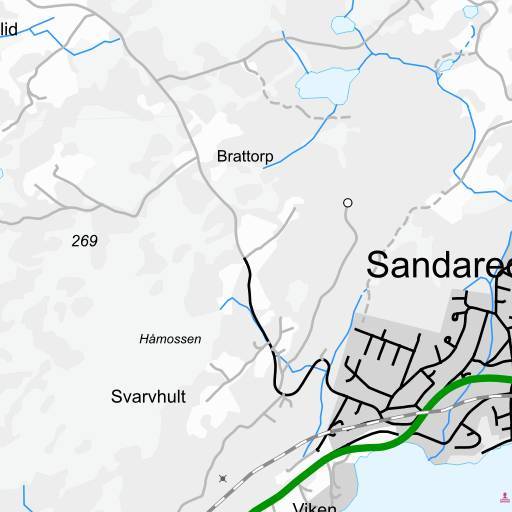 lid
Brattorp
269
Sandared
Håmossen
Svarvhult
Viken